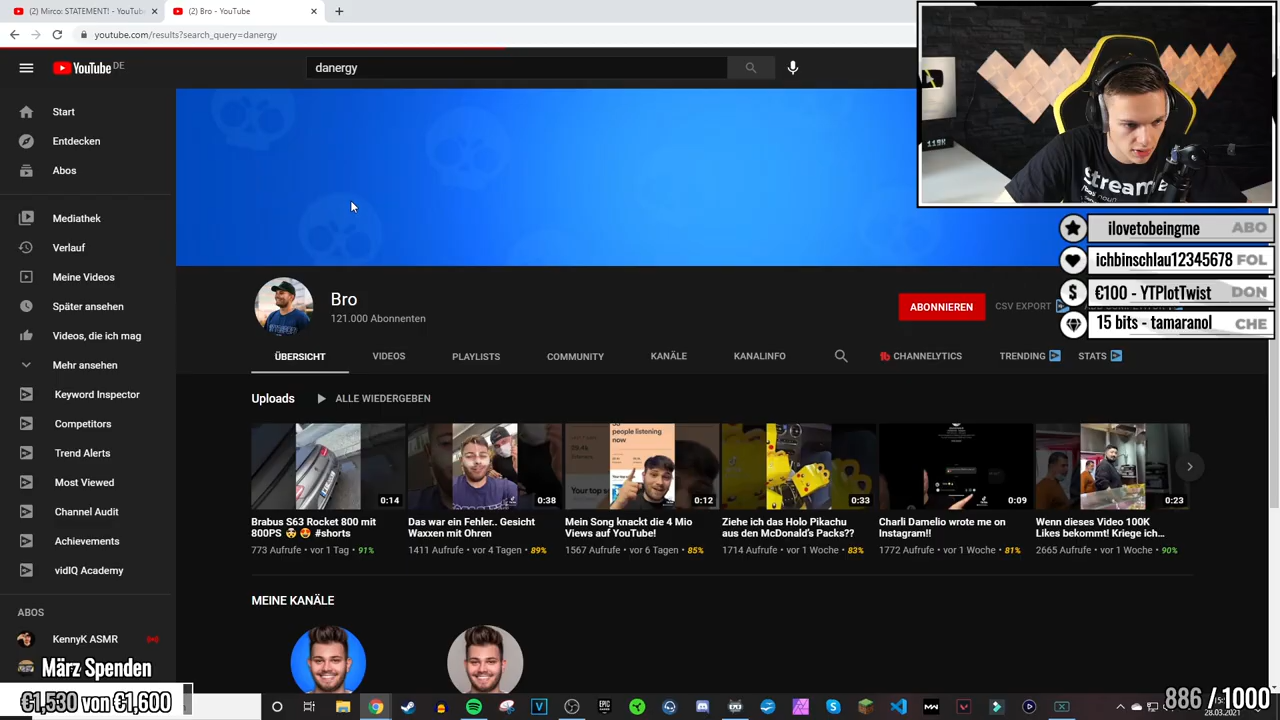 (2) Mirco: STATEMENT! - YouTub
(2) Bro - YouTube
youtube.com/results?search_query=danergy
YouTube DE
danergy
Start
Entdecken
Abos
Mediathek
Verlauf
Meine Videos
Später ansehen
Videos, die ich mag
Mehr ansehen
Keyword Inspector
Competitors
Trend Alerts
Most Viewed
Channel Audit
Achievements
vidIQ Academy
ABOS
KennyK ASMR
März Spenden
€1,530 von €1,600
Bro
121.000 Abonnenten
ABONNIEREN
CSV EXPORT
ÜBERSICHT
VIDEOS
PLAYLISTS
COMMUNITY
KANÄLE
KANALINFO
CHANNELYTICS
TRENDING
STATS
Uploads
ALLE WIEDERGEBEN
people listening
now
0:14
0:38
0:12
0:33
0:09
0:23
Brabus S63 Rocket 800 mit
800PS 😵 😍 #shorts
773 Aufrufe • vor 1 Tag • 91%
Das war ein Fehler.. Gesicht
Waxxen mit Ohren
1411 Aufrufe • vor 4 Tagen • 89%
Mein Song knackt die 4 Mio
Views auf YouTube!
1567 Aufrufe • vor 6 Tagen • 85%
Ziehe ich das Holo Pikachu
aus den McDonald's Packs??
1714 Aufrufe • vor 1 Woche • 83%
Charli Damelio wrote me on
Instagram!!
1772 Aufrufe • vor 1 Woche • 81%
Wenn dieses Video 100K
Likes bekommt! Kriege ich...
2665 Aufrufe • vor 1 Woche • 90%
MEINE KANÄLE
119K
Streame
ilovetobeingme ABO
ichbinschlau12345678 FOL
€100 - YTPlotTwist DON
15 bits - tamaranol CHE
886 / 1000
28.03.2021